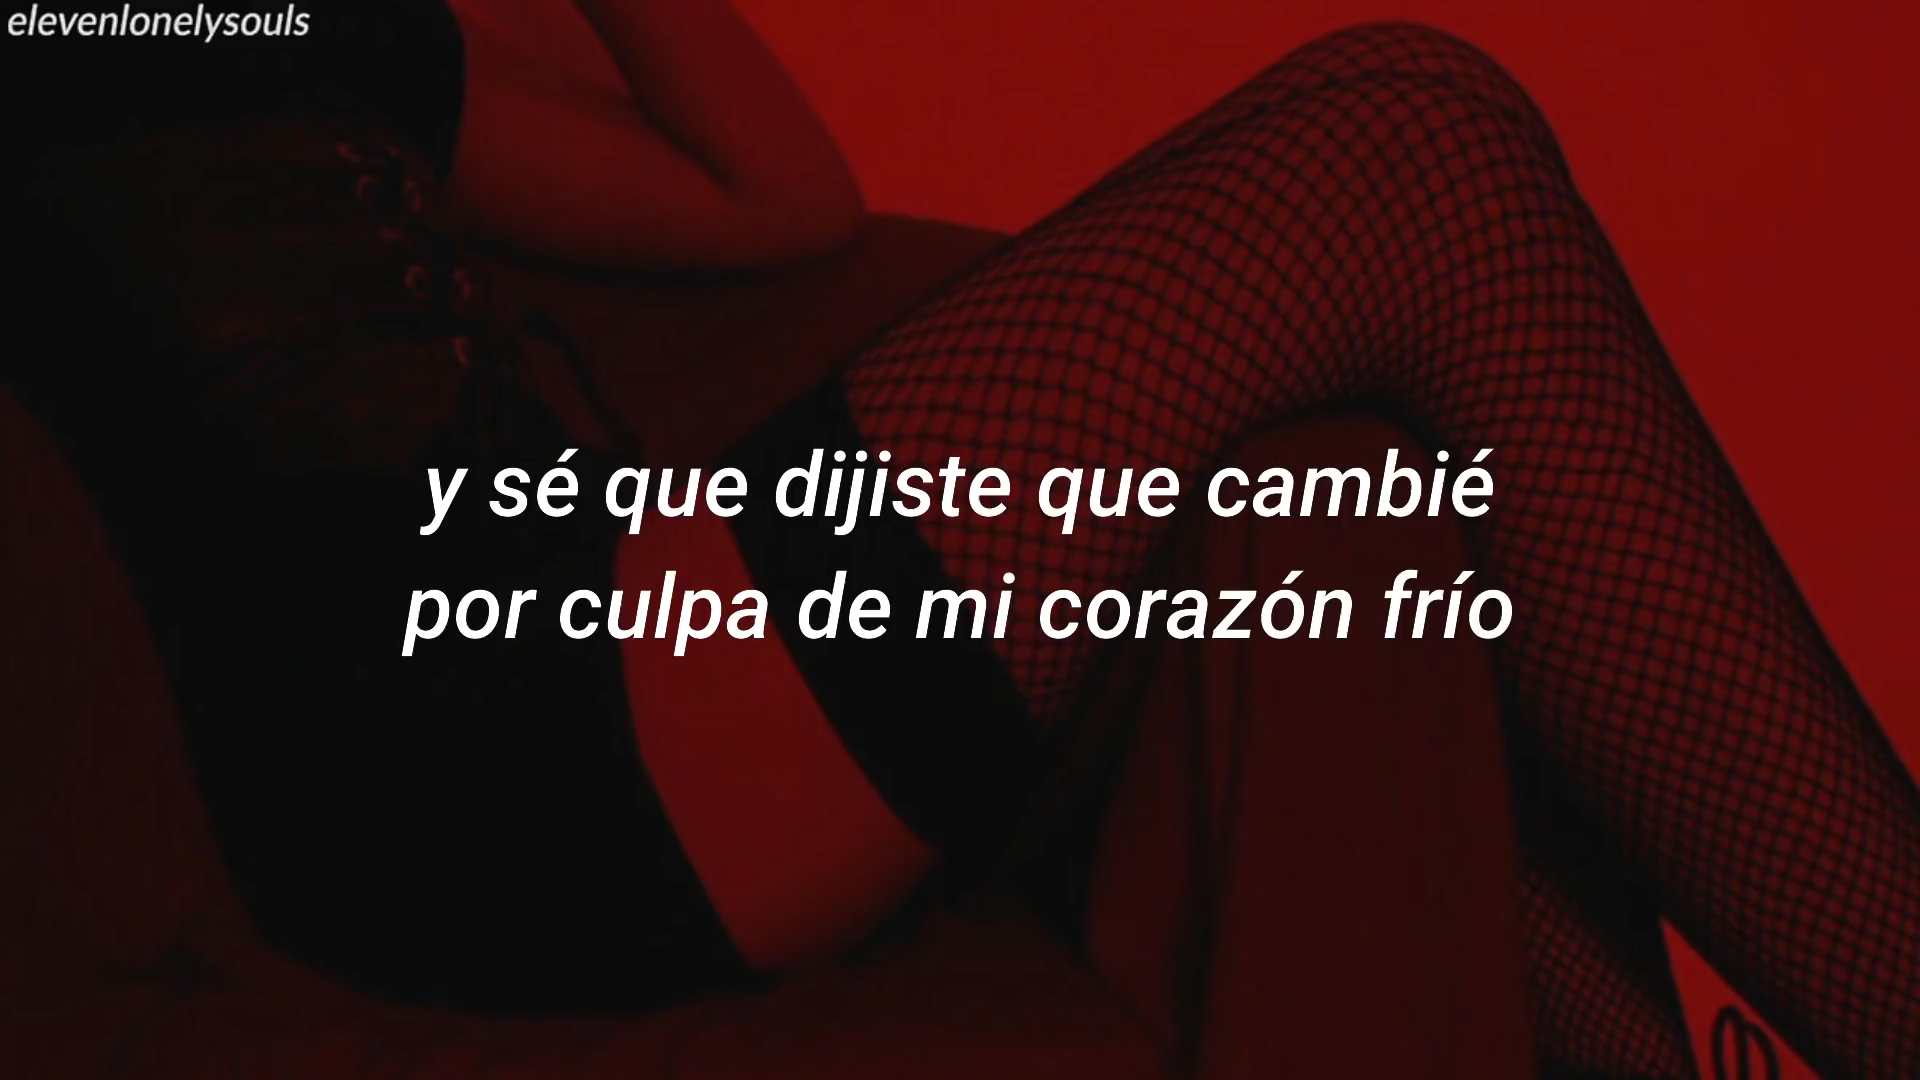 elevenlonelysouls
y sé que dijiste que cambié
por culpa de mi corazón frío